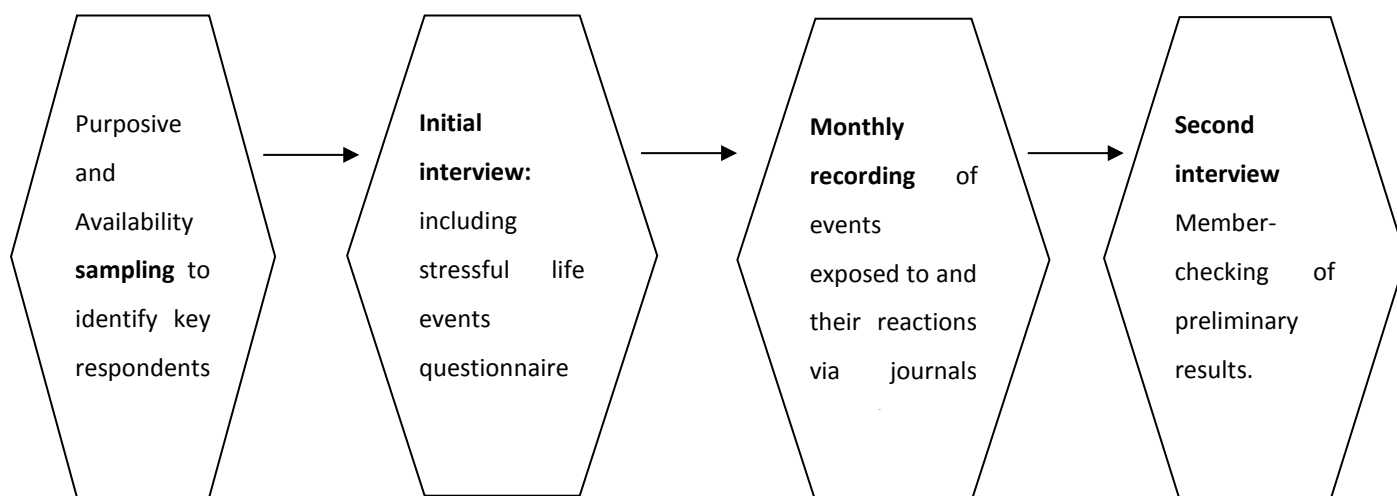 Purposive
and
Availability
sampling to
identify key
respondents
Initial
interview:
including
stressful life
events
questionnaire
Monthly
recording of
events
exposed to and
their reactions
via journals
Second
interview
Member-
checking of
preliminary
results.